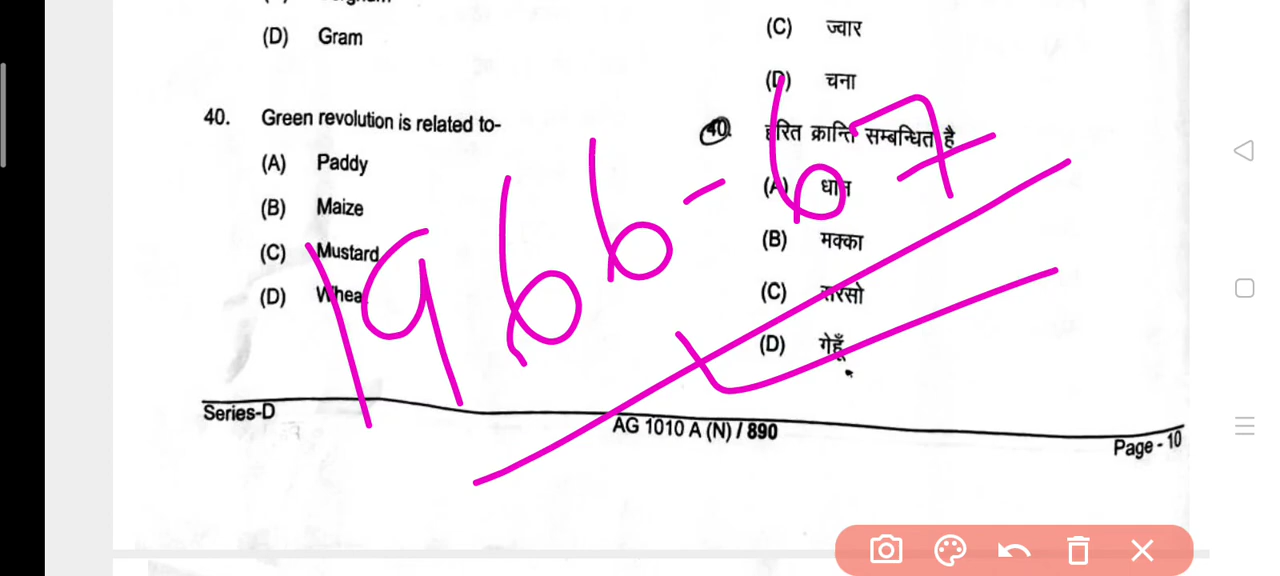 (D) Gram
40. Green revolution is related to-
(A) Paddy
(B) Maize
(C) Mustard
(D) Whea
(C) ज्वार
(D) चना
40. हरित क्रान्ति सम्बन्धित है
(A) धान
(B) मक्का
(C) सरसो
(D) गेहूँ
1966-67
Series-D
AG 1010 A (N) / 890
Page - 10